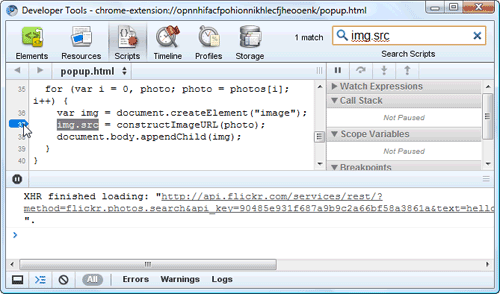 Developer Tools - chrome-extension://opnnhifacfpohionnikhlecfjheooenk/popup.html
Elements Resources Scripts Timeline Profiles Storage
1 match
img.src
Search Scripts
popup.html
35 for (var i = 0, photo; photo = photos[i];
i++) {
36 var img = document.createElement("image");
37 img.src = constructImageURL(photo);
38 document.body.appendChild(img);
39 }
40 }
Watch Expressions
Call Stack
Not Paused
Scope Variables
Not Paused
Breakpoints
XHR finished loading: "http://api.flickr.com/services/rest/?
method=flickr.photos.search&api_key=90485e931f687a9b9c2a66bf58a3861a&text=hello
".
>
All Errors Warnings Logs